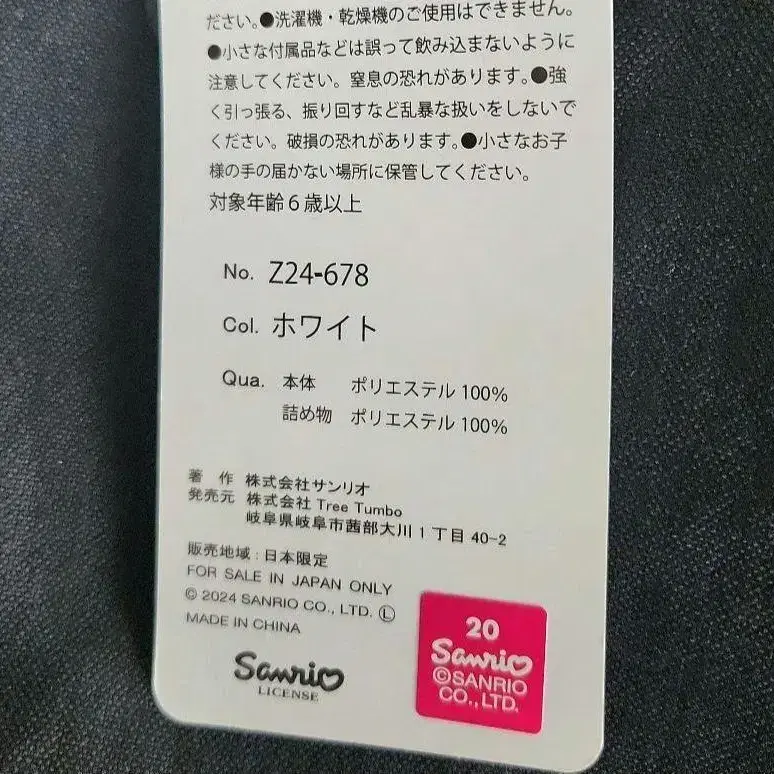 ださい。●洗濯機・乾燥機のご使用はできません。
●小さな付属品などは誤って飲み込まないように
注意してください。窒息の恐れがあります。●強
く引っ張る、振り回すなど乱暴な扱いをしないで
ください。破損の恐れがあります。●小さなお子
様の手の届かない場所に保管してください。
対象年齢6歳以上
No. Z24-678
Col. ホワイト
Qua. 本体 ポリエステル 100%
詰め物 ポリエステル 100%
著 作 株式会社サンリオ
発売元 株式会社 Tree Tumbo
岐阜県岐阜市茜部大川1丁目 40-2
販売地域:日本限定
FOR SALE IN JAPAN ONLY
© 2024 SANRIO CO., LTD. Ⓛ
MADE IN CHINA
Sanrio
LICENSE
20
Sanrio
©SANRIO
CO.,LTD.